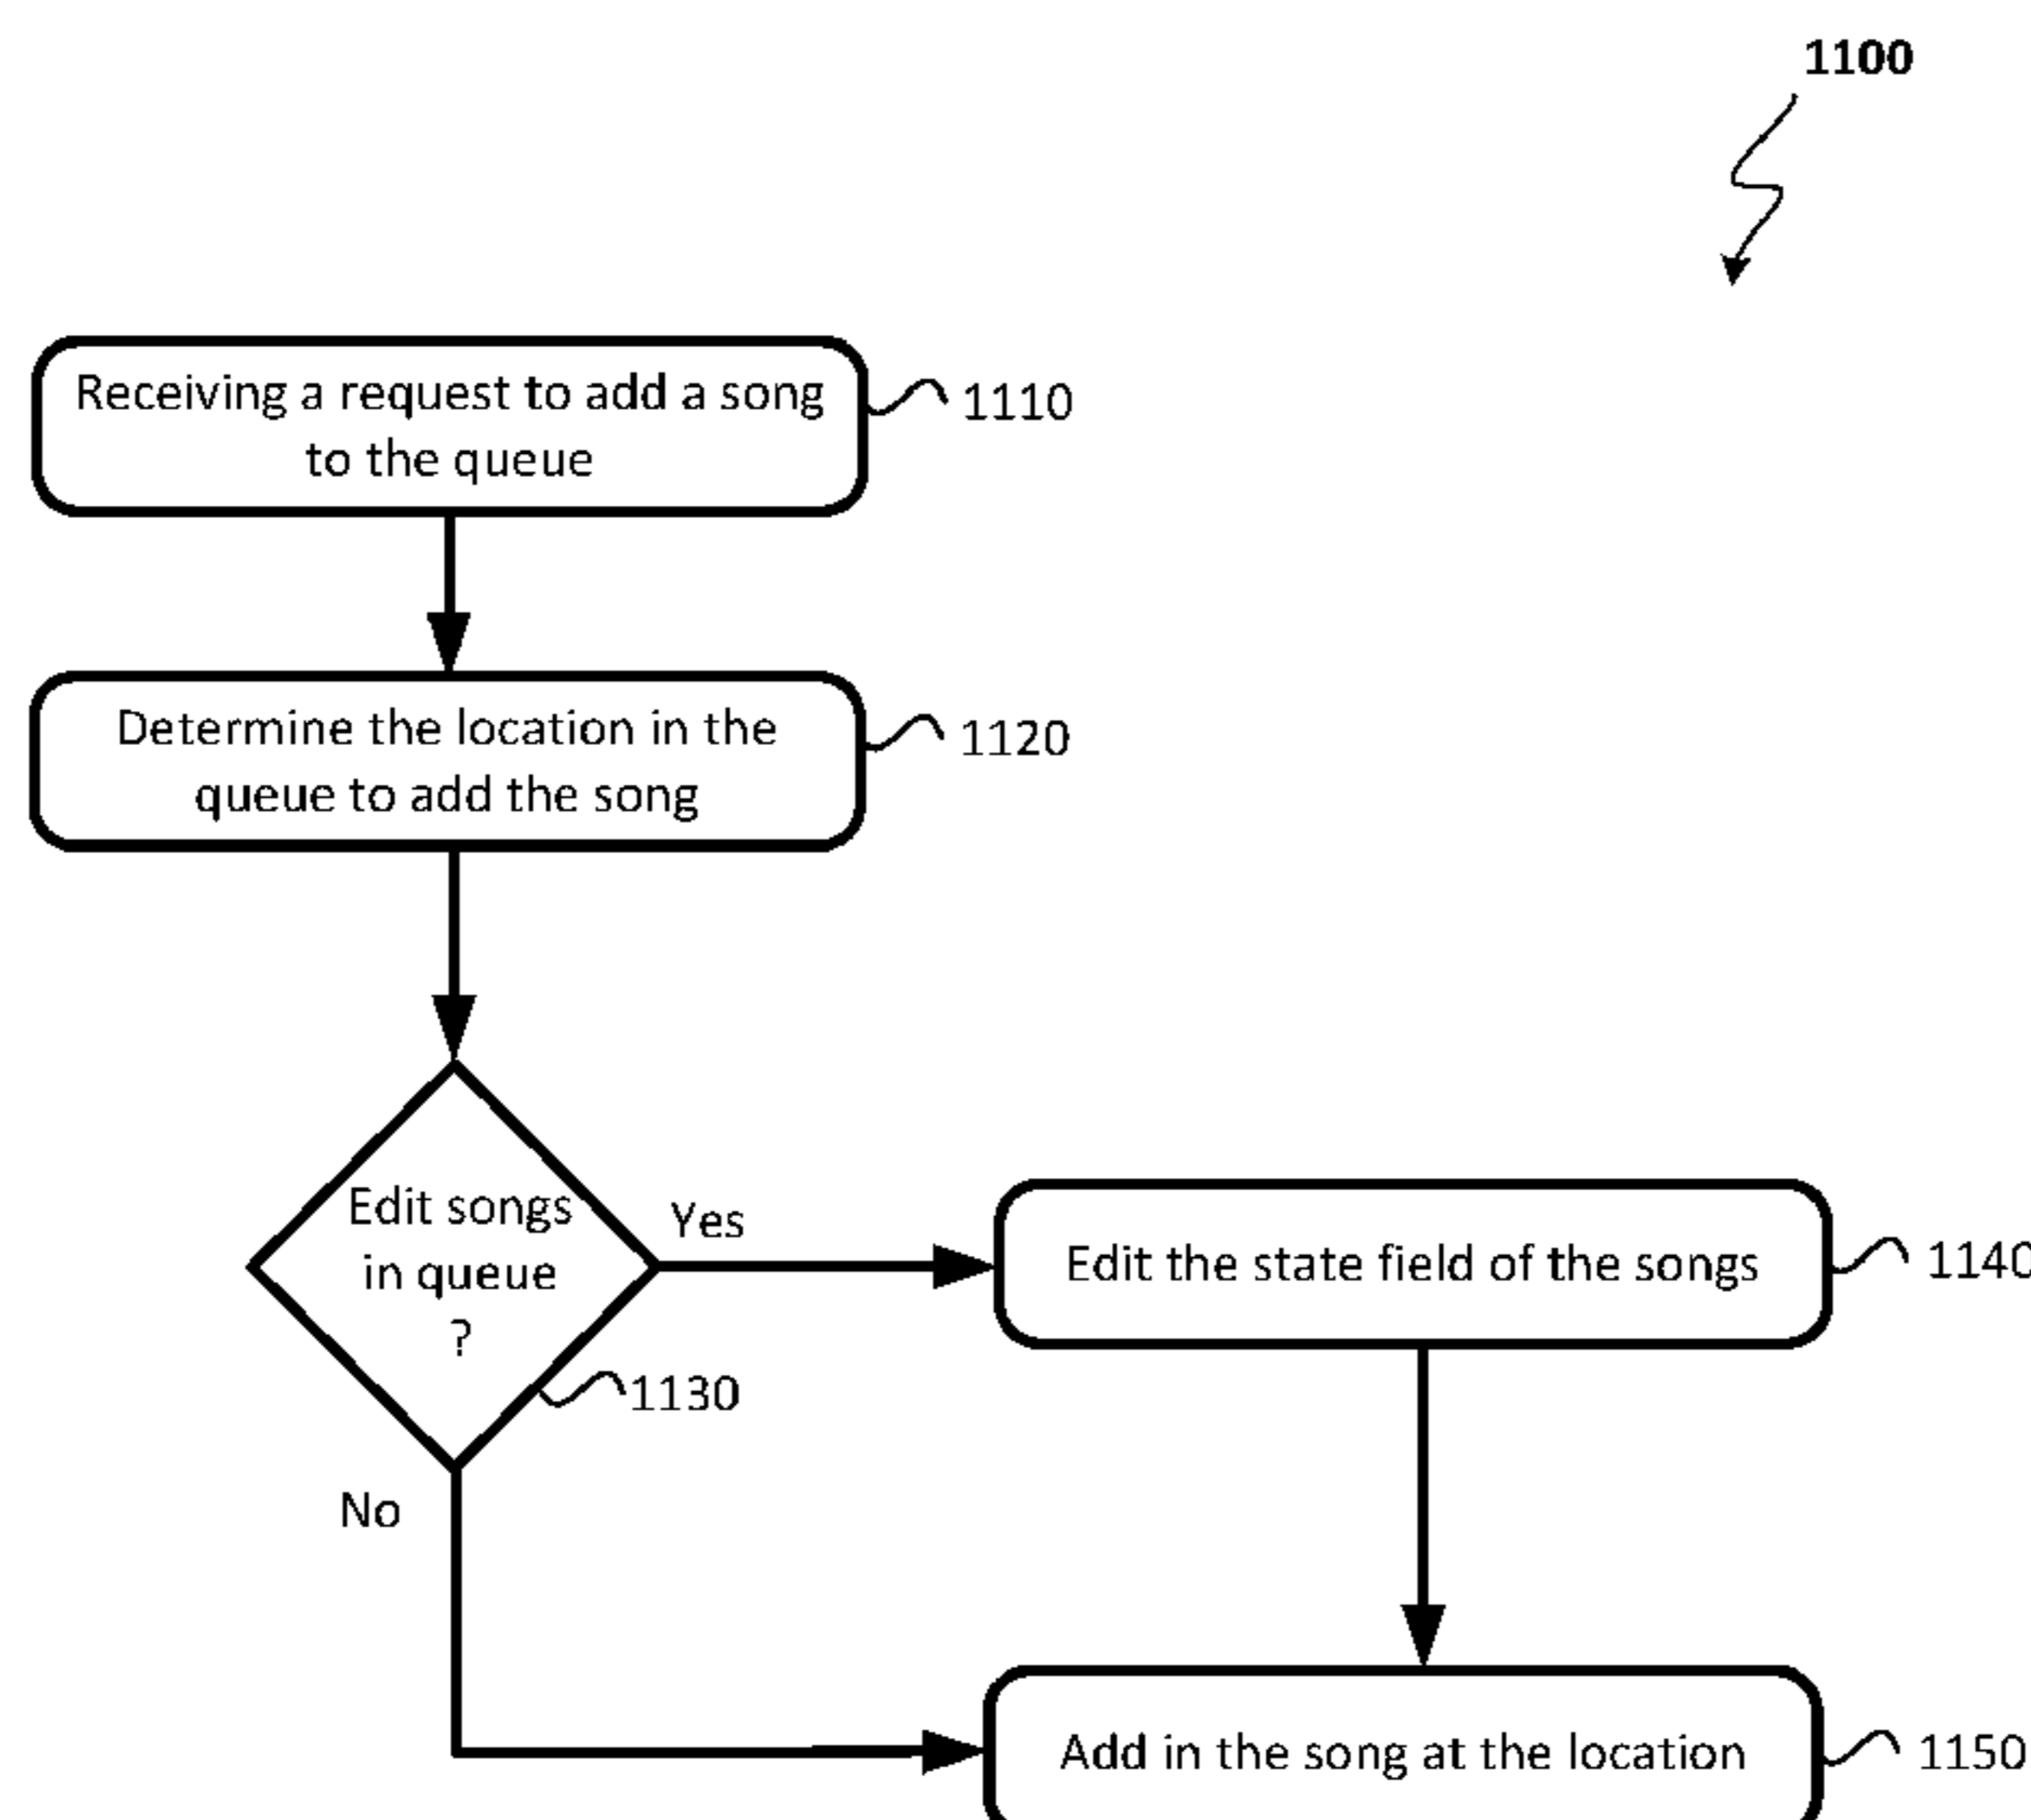 1100
Receiving a request to add a song
to the queue
1110
Determine the location in the
queue to add the song
1120
Edit songs
in queue
?
Yes
1130
No
Edit the state field of the songs
1140
Add in the song at the location
1150